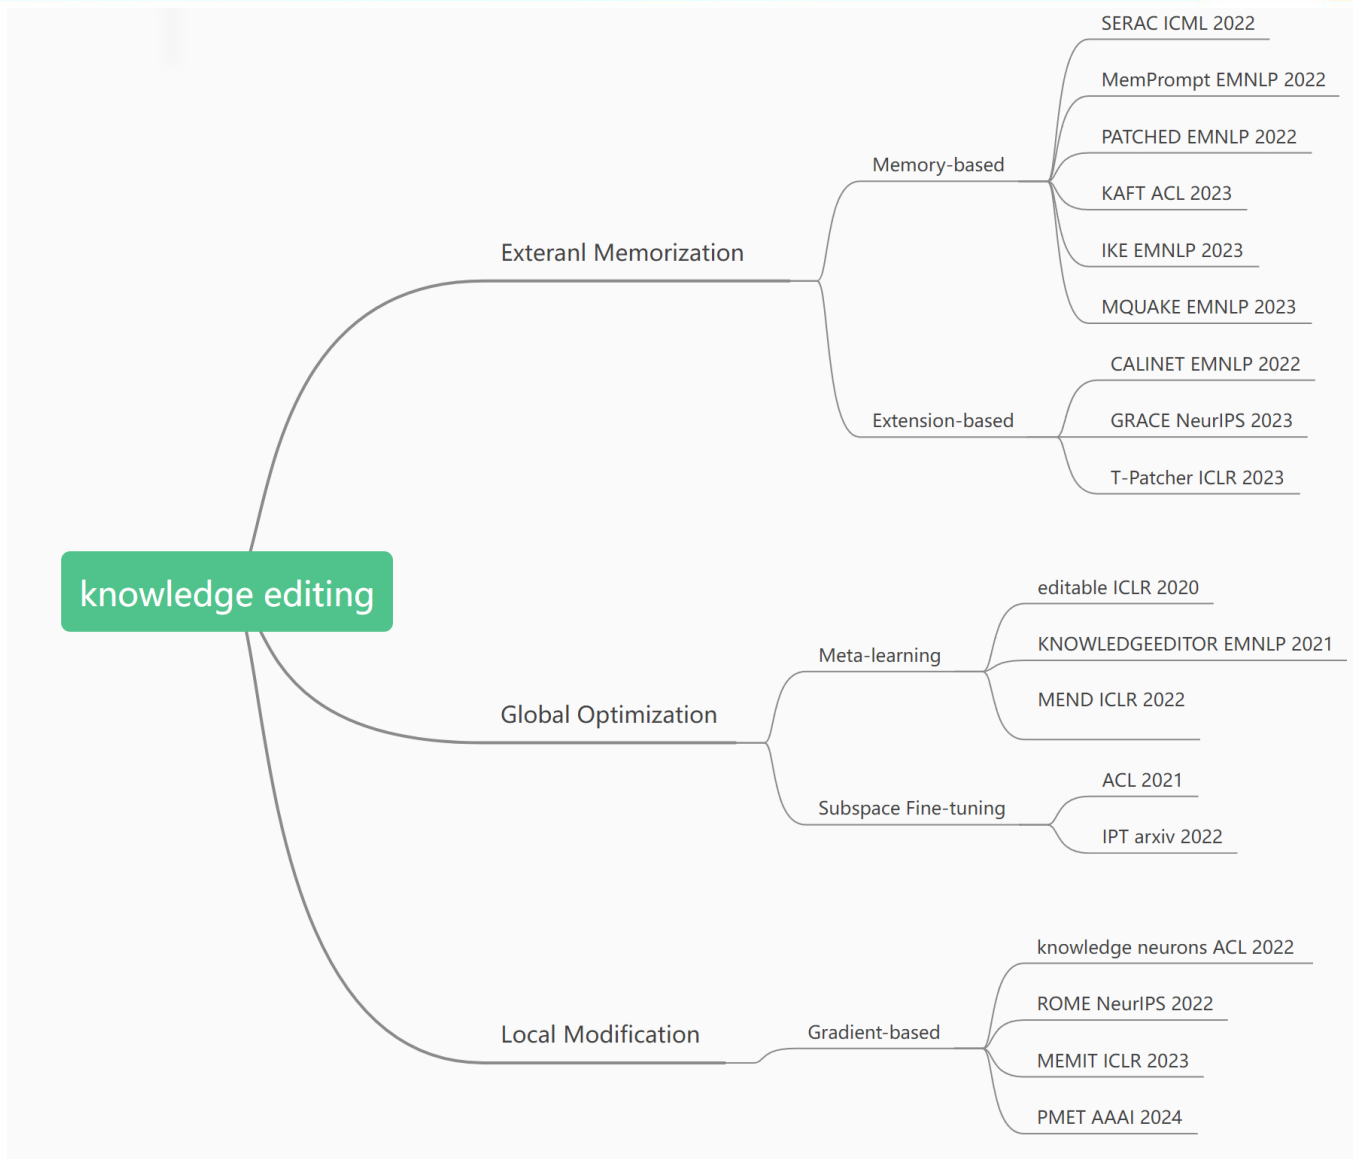 knowledge editing
Exteranl Memorization
Memory-based
SERAC ICML 2022
MemPrompt EMNLP 2022
PATCHED EMNLP 2022
KAFT ACL 2023
IKE EMNLP 2023
MQUAKE EMNLP 2023
Extension-based
CALINET EMNLP 2022
GRACE NeurIPS 2023
T-Patcher ICLR 2023
Global Optimization
Meta-learning
editable ICLR 2020
KNOWLEDGEEDITOR EMNLP 2021
MEND ICLR 2022
Subspace Fine-tuning
ACL 2021
IPT arxiv 2022
Local Modification
Gradient-based
knowledge neurons ACL 2022
ROME NeurIPS 2022
MEMIT ICLR 2023
PMET AAAI 2024